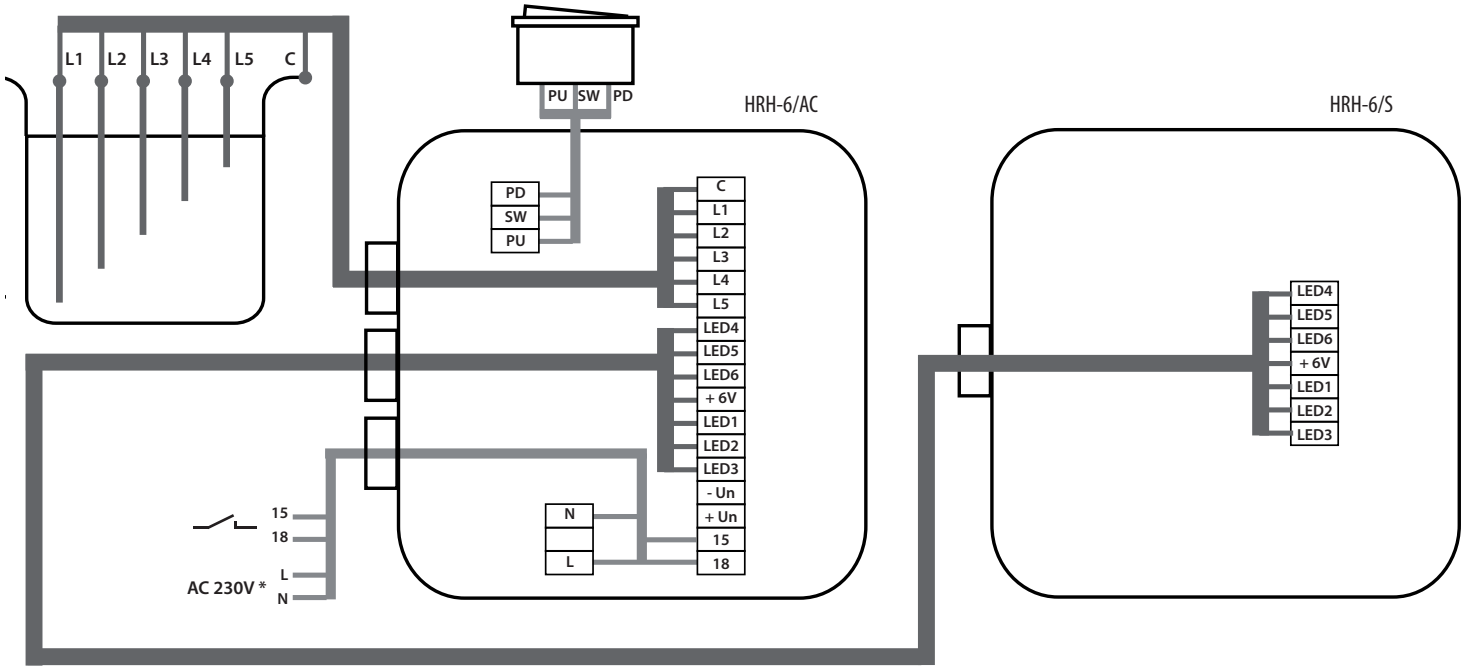 L1 L2 L3 L4 L5 C
PU SW PD
HRH-6/AC
HRH-6/S
PD
SW
PU
C
L1
L2
L3
L4
L5
LED4
LED5
LED6
+ 6V
LED1
LED2
LED3
- Un
+ Un
15
18
N
L
15
18
L
AC 230V *
N
LED4
LED5
LED6
+ 6V
LED1
LED2
LED3